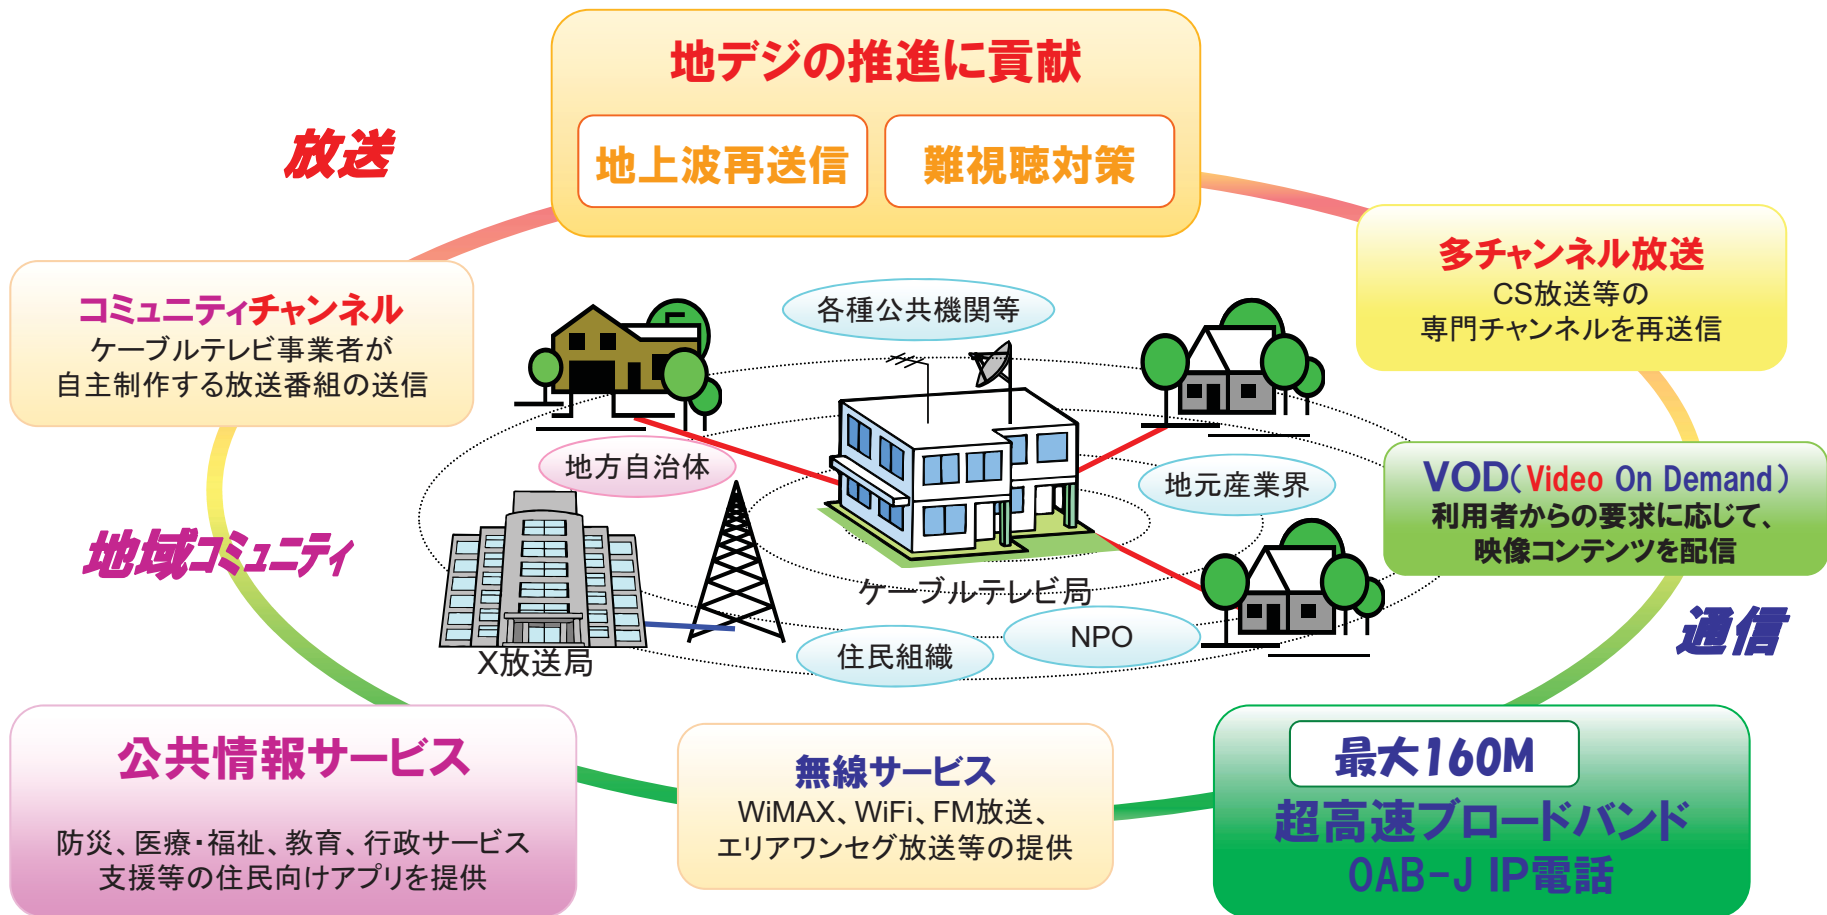 地デジの推進に貢献
地上波再送信
難視聴対策
放送
多チャンネル放送
CS放送等の
専門チャンネルを再送信
コミュニティチャンネル
ケーブルテレビ事業者が
自主制作する放送番組の送信
各種公共機関等
地方自治体
地元産業界
VOD（Video On Demand）
利用者からの要求に応じて、
映像コンテンツを配信
地域コミュニティ
ケーブルテレビ局
通信
NPO
住民組織
X放送局
公共情報サービス
防災、医療・福祉、教育、行政サービス
支援等の住民向けアプリを提供
無線サービス
WiMAX、WiFi、FM放送、
エリアワンセグ放送等の提供
最大160M
超高速ブロードバンド
0AB-J IP電話